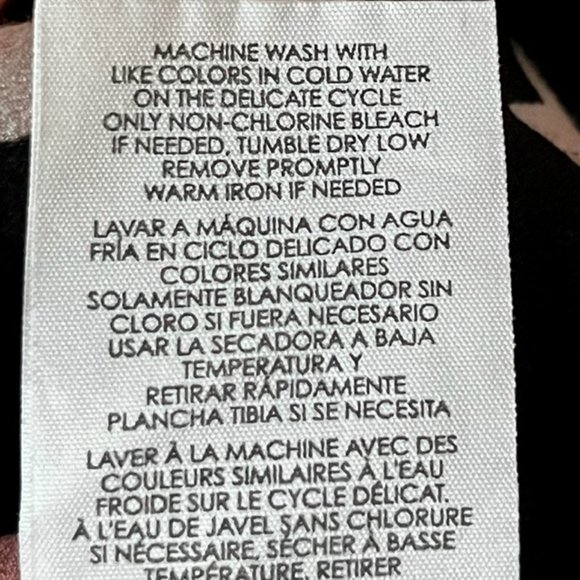 MACHINE WASH WITH
LIKE COLORS IN COLD WATER
ON THE DELICATE CYCLE
ONLY NON-CHLORINE BLEACH
IF NEEDED, TUMBLE DRY LOW
REMOVE PROMPTLY
WARM IRON IF NEEDED
LAVAR A MÁQUINA CON AGUA
FRÍA EN CICLO DELICADO CON
COLORES SIMILARES
SOLAMENTE BLANQUEADOR SIN
CLORO SI FUERA NECESARIO
USAR LA SECADORA A BAJA
TEMPERATURA Y
RETIRAR RÁPIDAMENTE
PLANCHA TIBIA SI SE NECESITA
LAVER À LA MACHINE AVEC DES
COULEURS SIMILAIRES À L'EAU
FROIDE SUR LE CYCLE DÉLICAT.
À L'EAU DE JAVEL SANS CHLORURE
SI NÉCESSAIRE, SÉCHER À BASSE
TEMPÉRATURE, RETIRER